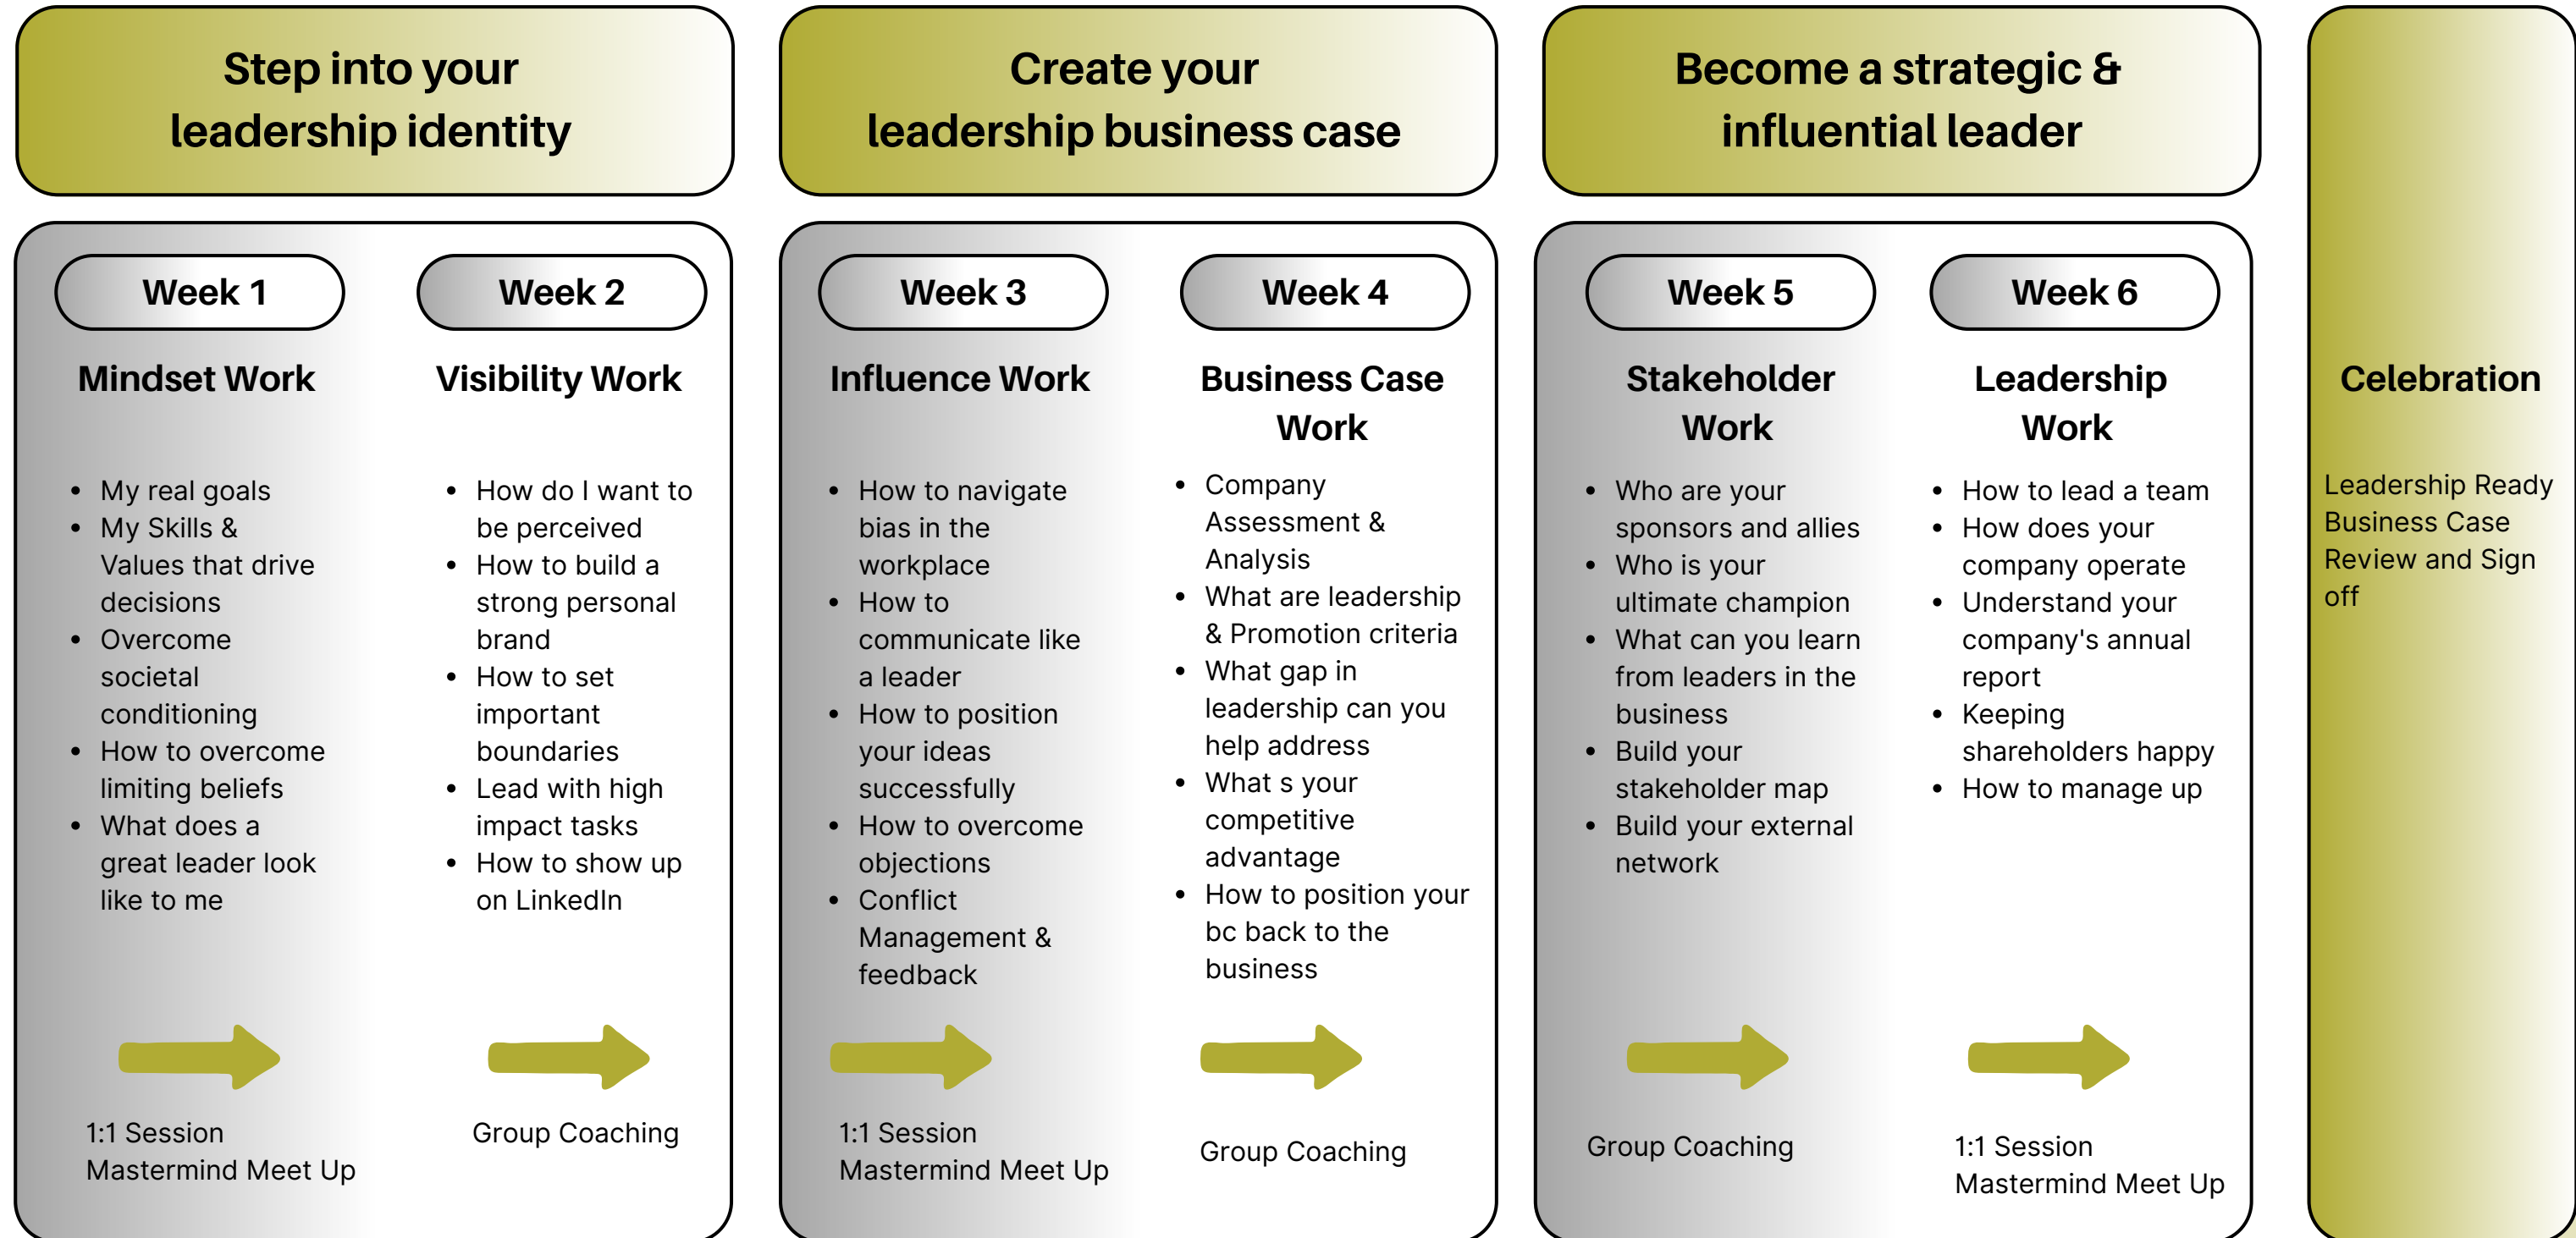 Step into your
leadership identity
Create your
leadership business case
Become a strategic &
influential leader
Week 1
Mindset Work
• My real goals
• My Skills &
Values that drive
decisions
• Overcome
societal
conditioning
• How to overcome
limiting beliefs
• What does a
great leader look
like to me
1:1 Session
Mastermind Meet Up
Week 2
Visibility Work
• How do I want to
be perceived
• How to build a
strong personal
brand
• How to set
important
boundaries
• Lead with high
impact tasks
• How to show up
on LinkedIn
Group Coaching
Week 3
Influence Work
• How to navigate
bias in the
workplace
• How to
communicate like
a leader
• How to position
your ideas
successfully
• How to overcome
objections
• Conflict
Management &
feedback
1:1 Session
Mastermind Meet Up
Week 4
Business Case
Work
• Company
Assessment &
Analysis
• What are leadership
& Promotion criteria
• What gap in
leadership can you
help address
• What s your
competitive
advantage
• How to position your
bc back to the
business
Group Coaching
Week 5
Stakeholder
Work
• Who are your
sponsors and allies
• Who is your
ultimate champion
• What can you learn
from leaders in the
business
• Build your
stakeholder map
• Build your external
network
Group Coaching
Week 6
Leadership
Work
• How to lead a team
• How does your
company operate
• Understand your
company's annual
report
• Keeping
shareholders happy
• How to manage up
1:1 Session
Mastermind Meet Up
Celebration
Leadership Ready
Business Case
Review and Sign
off